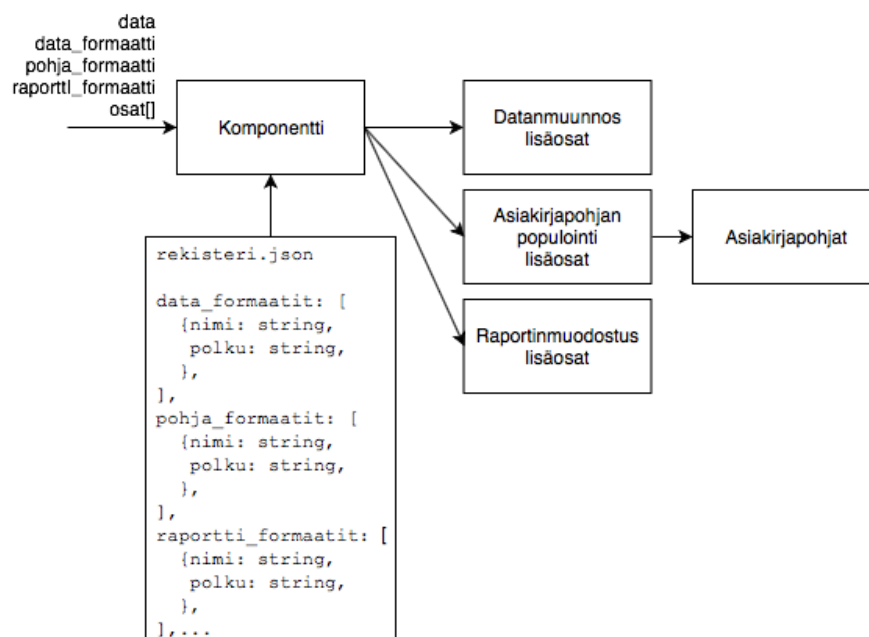 data
data_formaatti
pohja_formaatti
raporttI_formaatti
osat[]
Komponentti
Datanmuunnos
lisäosat
Asiakirjapohjan
populointi
lisäosat
Asiakirjapohjat
Raportinmuodostus
lisäosat
rekisteri.json
data_formaatit: [
{nimi: string,
polku: string,
},
],
pohja_formaatit: [
{nimi: string,
polku: string,
},
],
raportti_formaatit: [
{nimi: string,
polku: string,
},
],...